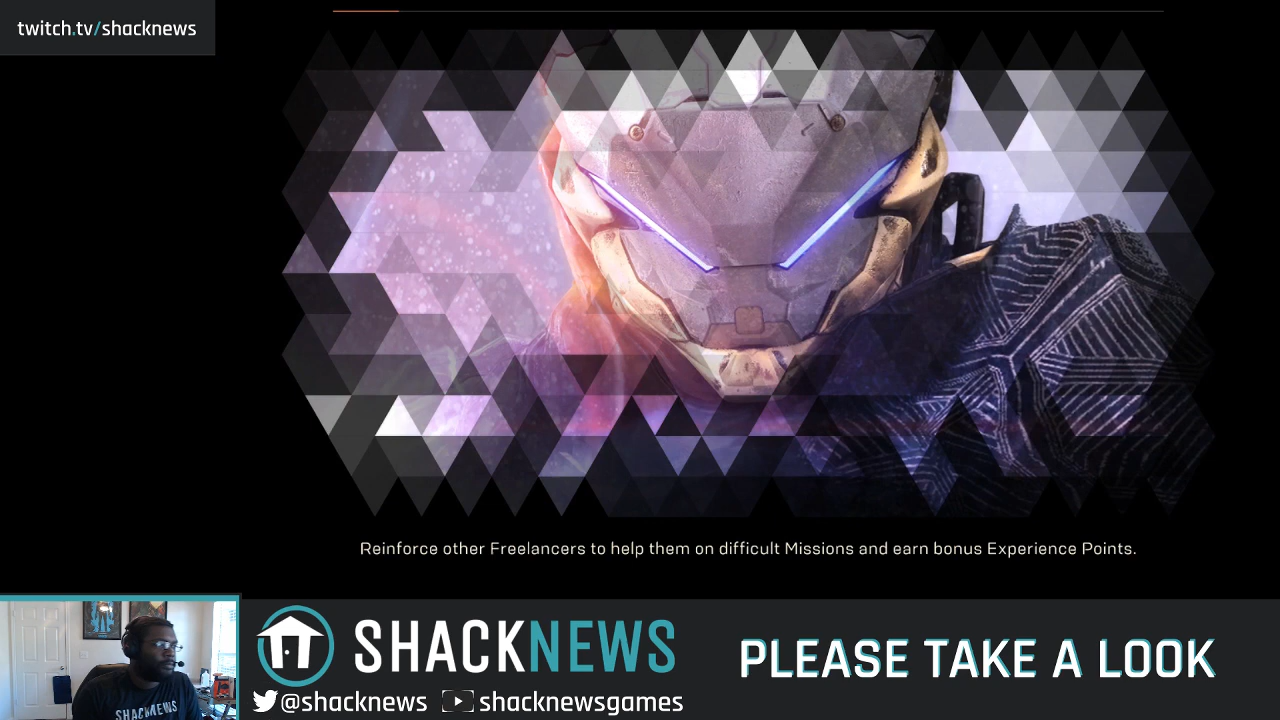 twitch.tv/shacknews
Reinforce other Freelancers to help them on difficult Missions and earn bonus Experience Points.
SHACKNEWS
PLEASE TAKE A LOOK
@shacknews
shacknewsgames
SHACKNEWS